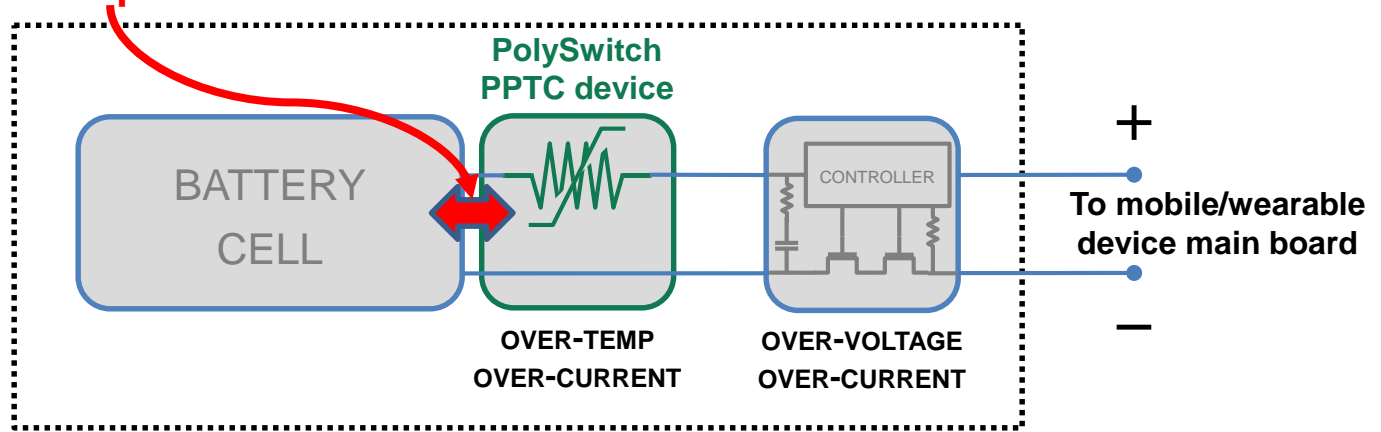 PolySwitch
PPTC device
BATTERY
CELL
CONTROLLER
+
To mobile/wearable
device main board
–
OVER-TEMP
OVER-CURRENT
OVER-VOLTAGE
OVER-CURRENT